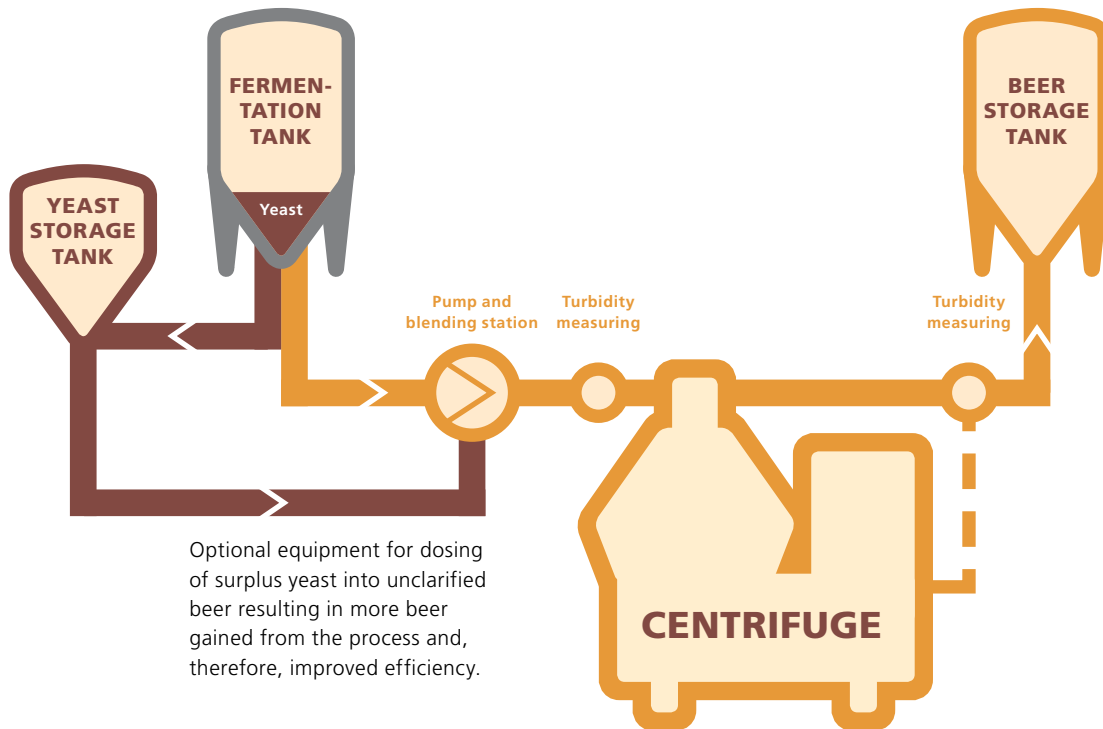 FERMEN-
TATION
TANK
Yeast
BEER
STORAGE
TANK
YEAST
STORAGE
TANK
Pump and
blending station
Turbidity
measuring
Turbidity
measuring
Optional equipment for dosing
of surplus yeast into unclarified
beer resulting in more beer
gained from the process and,
therefore, improved efficiency.
CENTRIFUGE